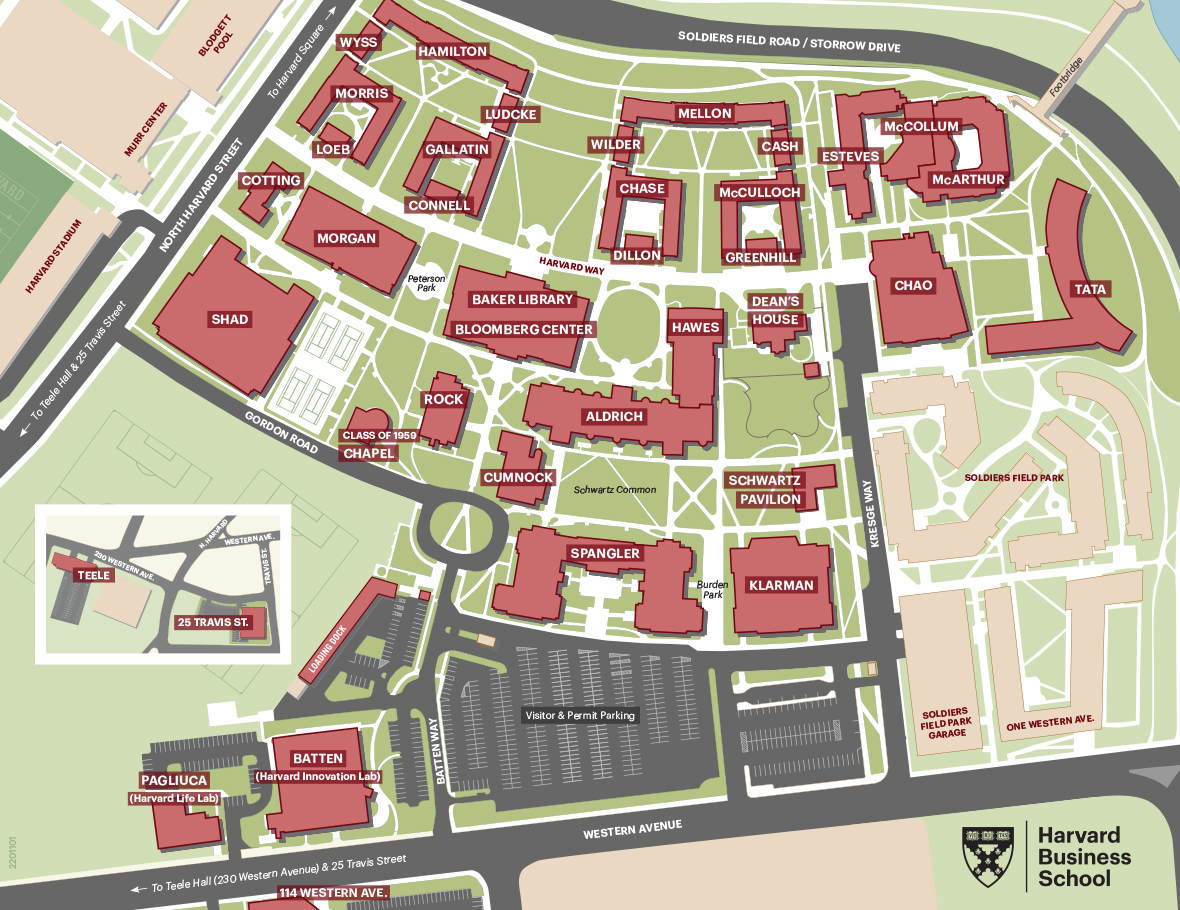 BLODGETT
POOL
To Harvard Square
WYSS
HAMILTON
SOLDIERS FIELD ROAD / STORROW DRIVE
Footbridge
MURR CENTER
MORRIS
LUDCKE
MELLON
McCOLLUM
LOEB
GALLATIN
WILDER
CASH
ESTEVES
COTTING
CONNELL
CHASE
McCULLOCH
McARTHUR
NORTH HARVARD STREET
HARVARD STADIUM
MORGAN
DILLON
GREENHILL
HARVARD WAY
Peterson
Park
CHAO
TATA
BAKER LIBRARY
BLOOMBERG CENTER
DEAN'S
HOUSE
HAWES
SHAD
To Teele Hall & 25 Travis Street
ROCK
ALDRICH
GORDON ROAD
CLASS OF 1959
CHAPEL
CUMNOCK
Schwartz Common
SCHWARTZ
PAVILION
SOLDIERS FIELD PARK
KRESGE WAY
N. HARVARD
WESTERN AVE.
230 WESTERN AVE.
TRAVIS ST.
TEELE
25 TRAVIS ST.
SPANGLER
Burden
Park
KLARMAN
LOADING DOCK
Visitor & Permit Parking
SOLDIERS
FIELD PARK
GARAGE
ONE WESTERN AVE.
BATTEN WAY
BATTEN
(Harvard Innovation Lab)
PAGLIUCA
(Harvard Life Lab)
WESTERN AVENUE
2201101
To Teele Hall (230 Western Avenue) & 25 Travis Street
114 WESTERN AVE.
Harvard
Business
School